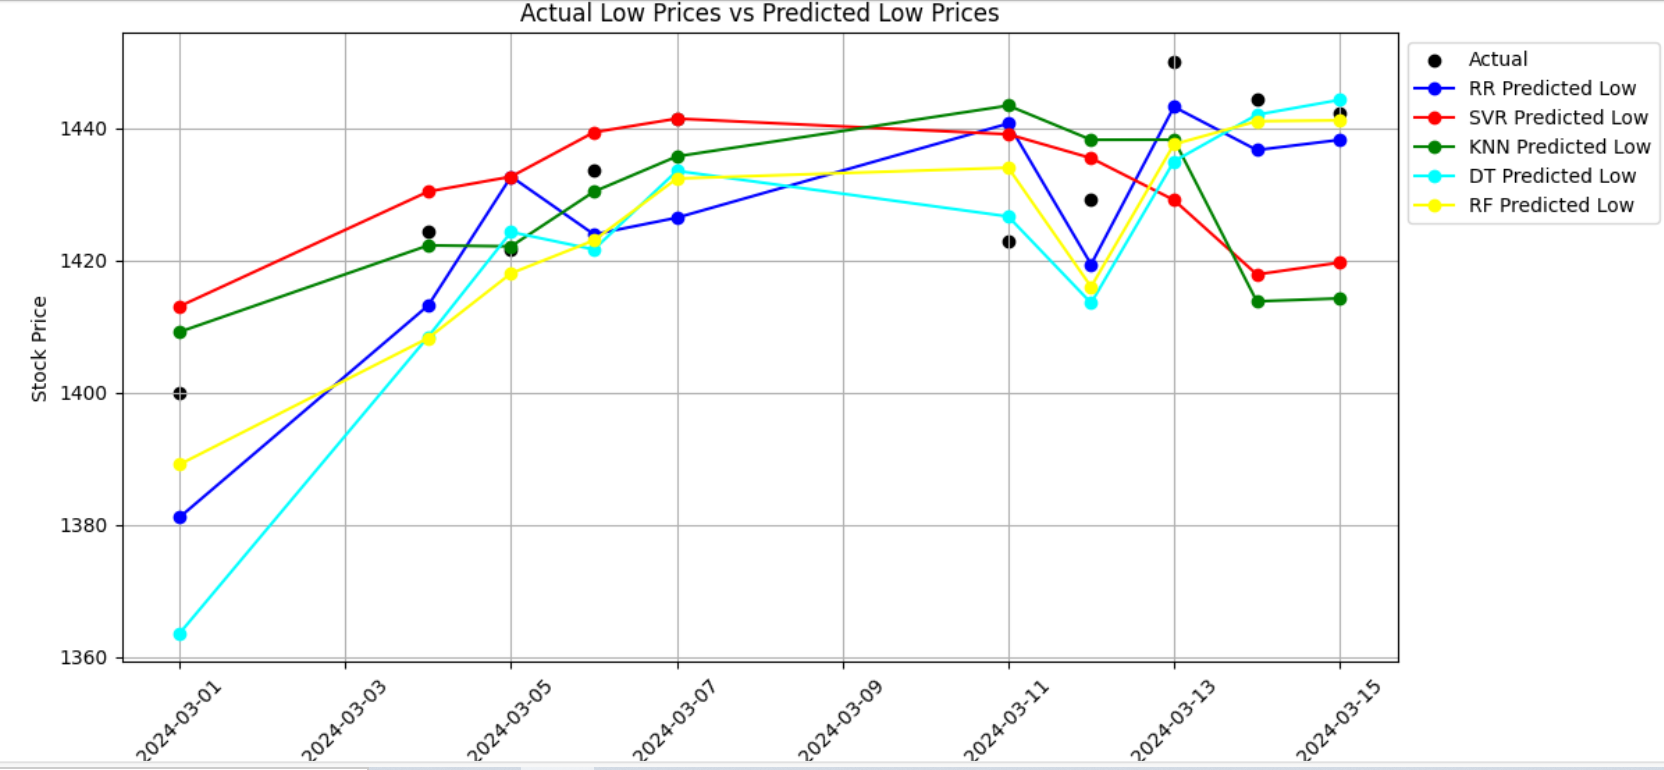 Actual Low Prices vs Predicted Low Prices
Actual
RR Predicted Low
SVR Predicted Low
KNN Predicted Low
DT Predicted Low
RF Predicted Low
Stock Price
1440
1420
1400
1380
1360
2024-03-01
2024-03-03
2024-03-05
2024-03-07
2024-03-09
2024-03-11
2024-03-13
2024-03-15